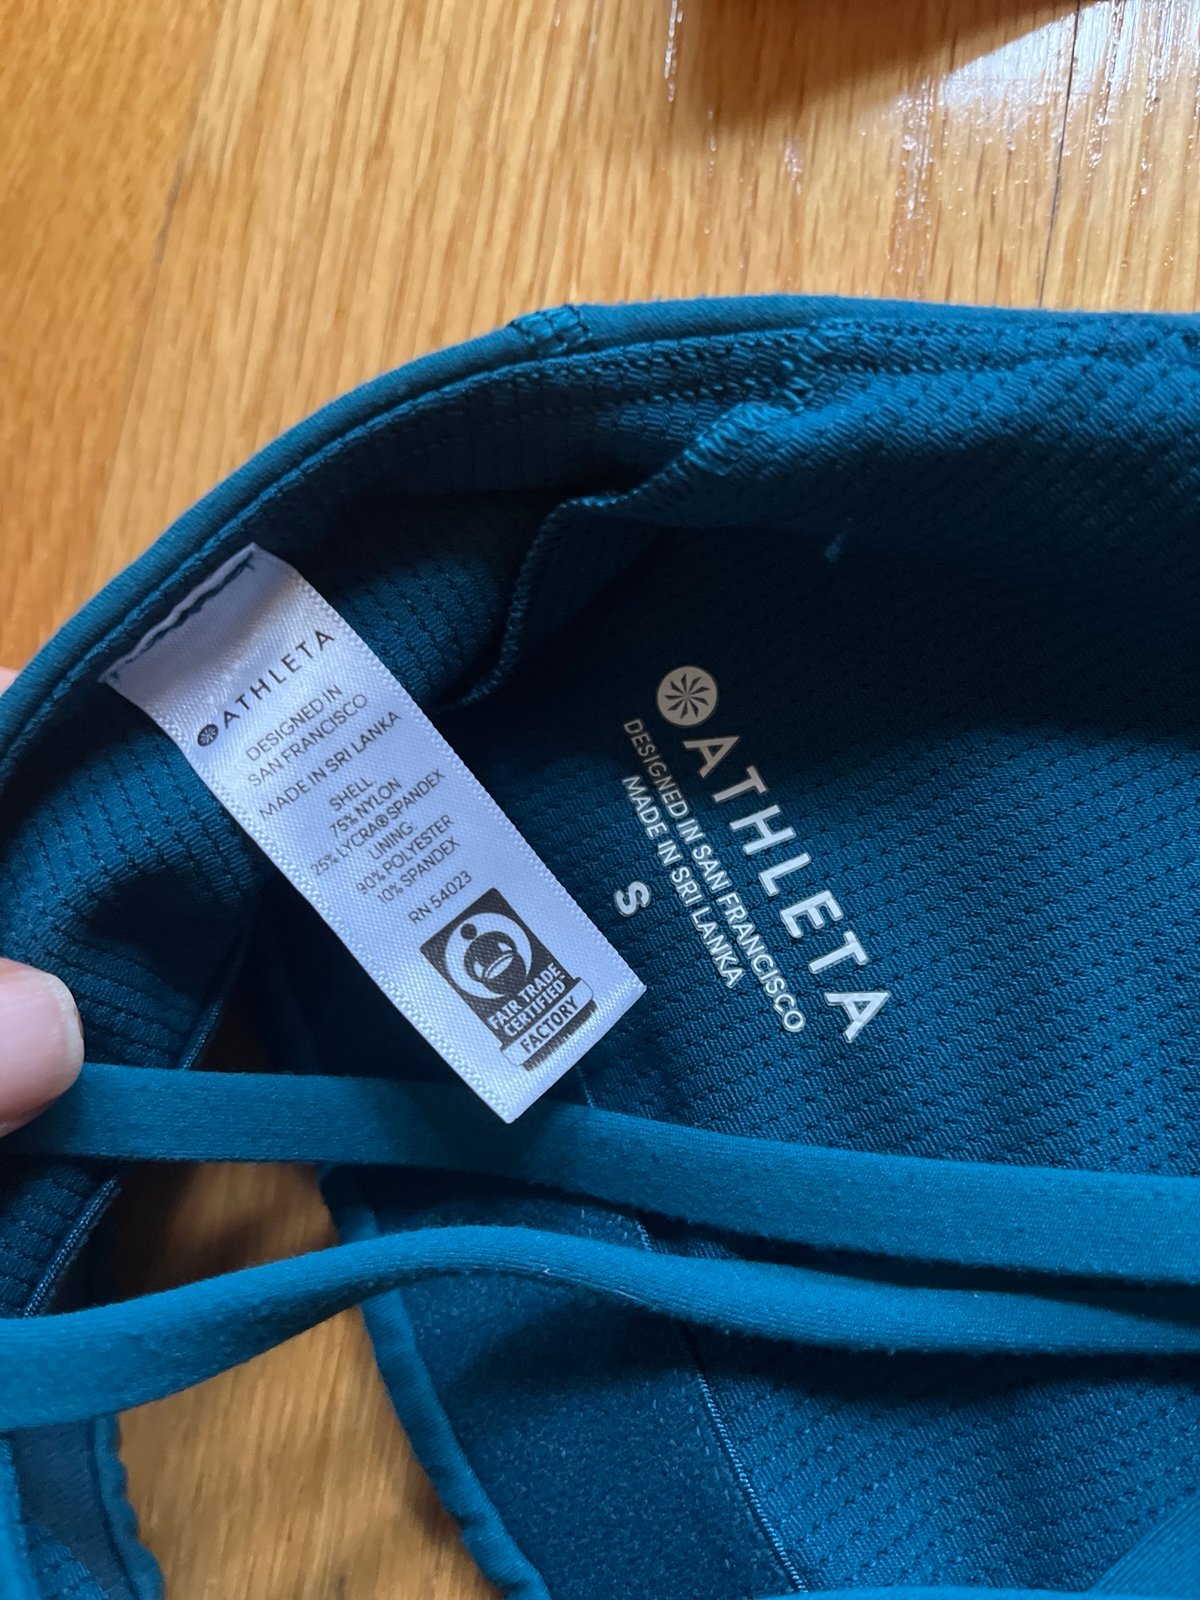 ATHLETA
DESIGNED IN
SAN FRANCISCO
MADE IN SRI LANKA
SHELL
75% NYLON
25% LYCRA® SPANDEX
LINING:
90% POLYESTER
10% SPANDEX
RN 54023
FAIR TRADE
CERTIFIED™
FACTORY
ATHLETA
DESIGNED IN SAN FRANCISCO
MADE IN SRI LANKA
S